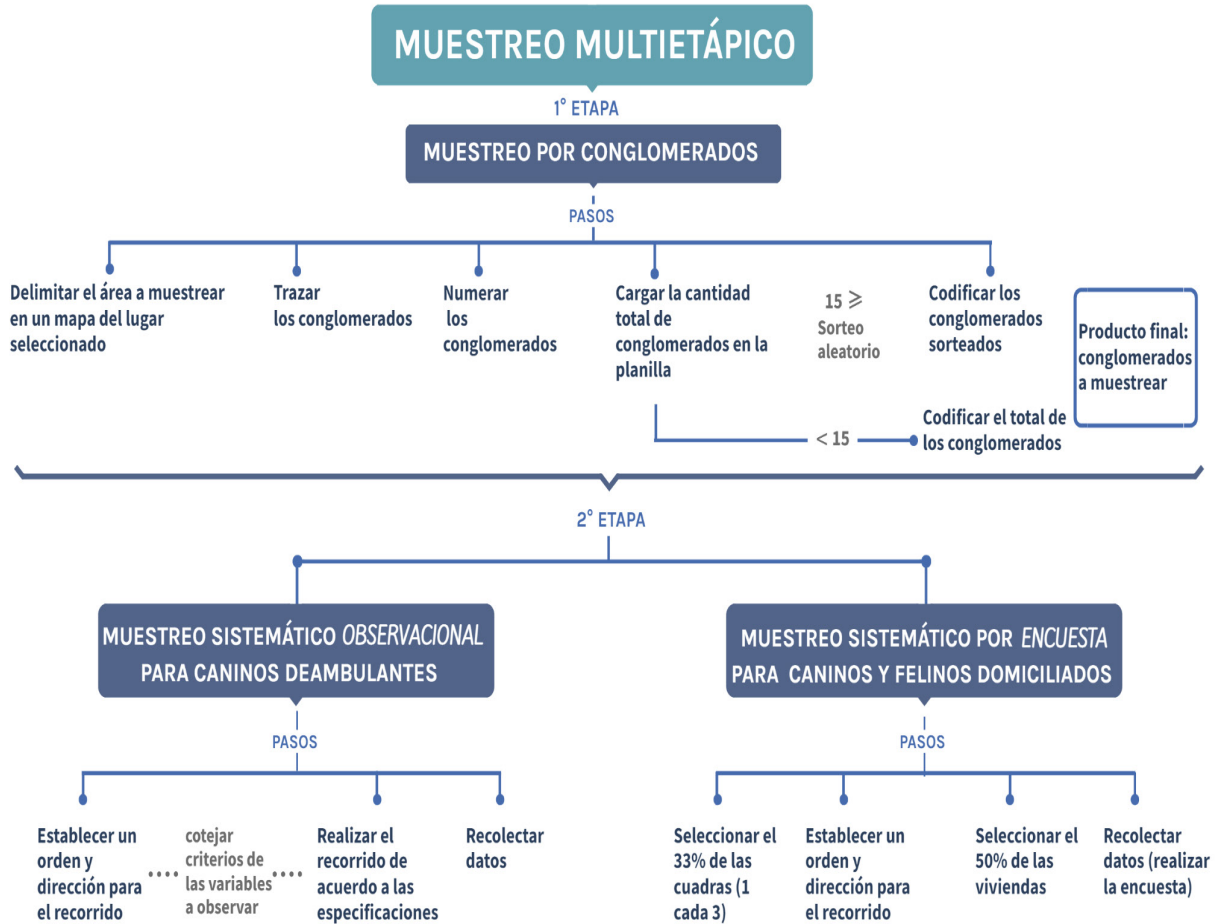 MUESTREO MULTIETÁPICO
1° ETAPA
MUESTREO POR CONGLOMERADOS
PASOS
Delimitar el área a muestrear
en un mapa del lugar
seleccionado
Trazar
los conglomerados
Numerar
los
conglomerados
Cargar la cantidad
total de
conglomerados en la
planilla
15 ⩾
Sorteo
aleatorio
Codificar los
conglomerados
sorteados
Producto final:
conglomerados
a muestrear
< 15
Codificar el total de
los conglomerados
2° ETAPA
MUESTREO SISTEMÁTICO OBSERVACIONAL
PARA CANINOS DEAMBULANTES
PASOS
Establecer un
orden y
dirección para
el recorrido
cotejar
criterios de
las variables
a observar
Realizar el
recorrido de
acuerdo a las
especificaciones
Recolectar
datos
MUESTREO SISTEMÁTICO POR ENCUESTA
PARA CANINOS Y FELINOS DOMICILIADOS
PASOS
Seleccionar el
33% de las
cuadras (1
cada 3)
Establecer un
orden y
dirección para
el recorrido
Seleccionar el
50% de las
viviendas
Recolectar
datos (realizar
la encuesta)